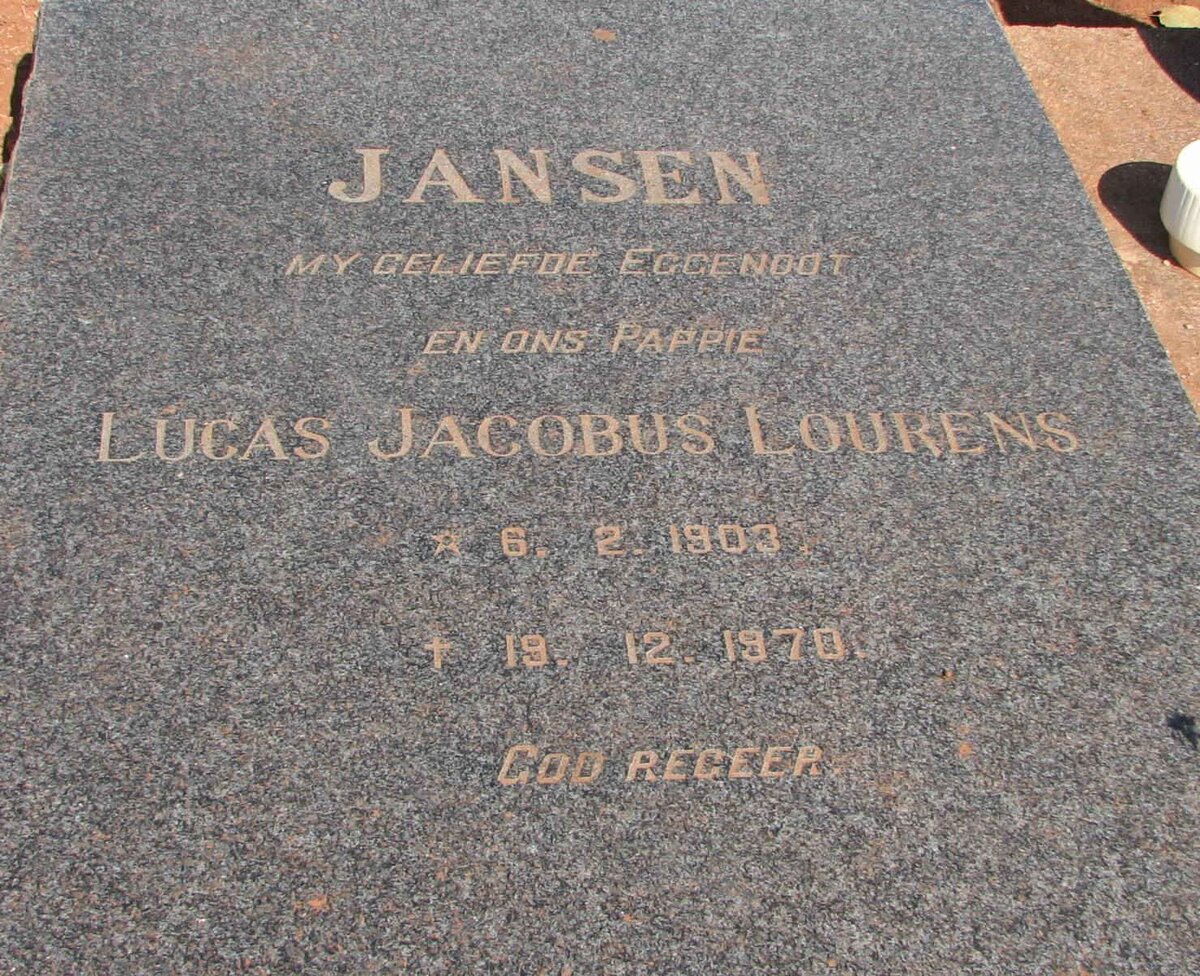 JANSEN
MY GELIEFDE EGGENOOT
EN ONS PAPPIE
LUCAS JACOBUS LOURENS
☆ 6. 2. 1903.
† 19. 12. 1970.
GOD REGEER.